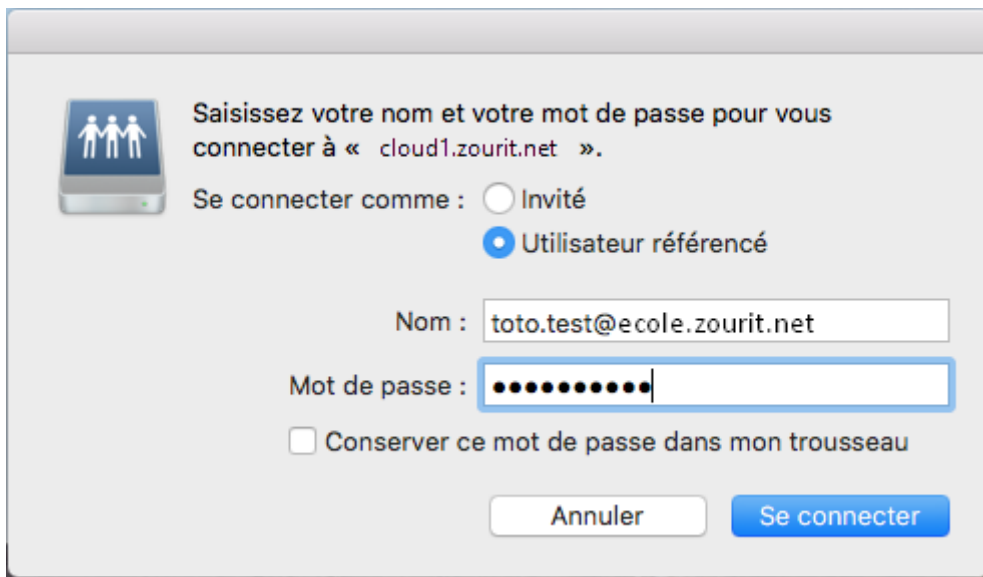 Saisissez votre nom et votre mot de passe pour vous
connecter à « cloud1.zourit.net ».
Se connecter comme : Invité
Utilisateur référencé
Nom : toto.test@ecole.zourit.net
Mot de passe : ••••••••••
Conserver ce mot de passe dans mon trousseau
Annuler Se connecter